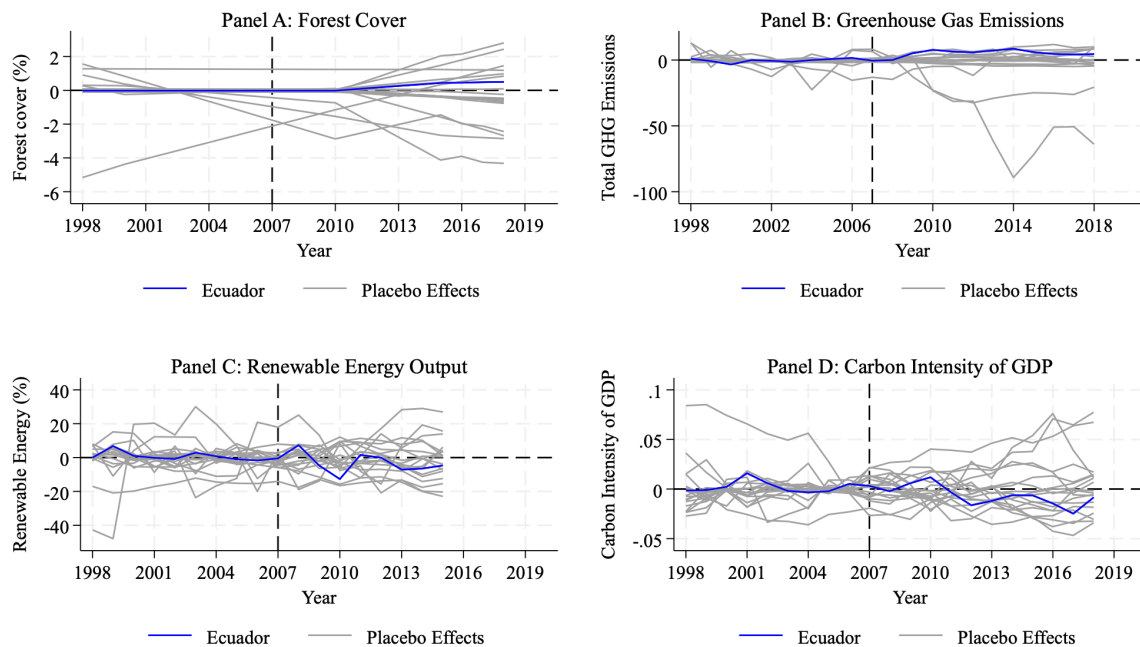 Panel A: Forest Cover
Forest cover (%)
2
0
-2
-4
-6
1998 2001 2004 2007 2010 2013 2016 2019
Year
Ecuador Placebo Effects
Panel B: Greenhouse Gas Emissions
Total GHG Emissions
0
-50
-100
1998 2002 2006 2010 2014 2018
Year
Ecuador Placebo Effects
Panel C: Renewable Energy Output
Renewable Energy (%)
40
20
0
-20
-40
1998 2001 2004 2007 2010 2013 2016 2019
Year
Ecuador Placebo Effects
Panel D: Carbon Intensity of GDP
Carbon Intensity of GDP
.1
.05
0
-.05
1998 2001 2004 2007 2010 2013 2016 2019
Year
Ecuador Placebo Effects